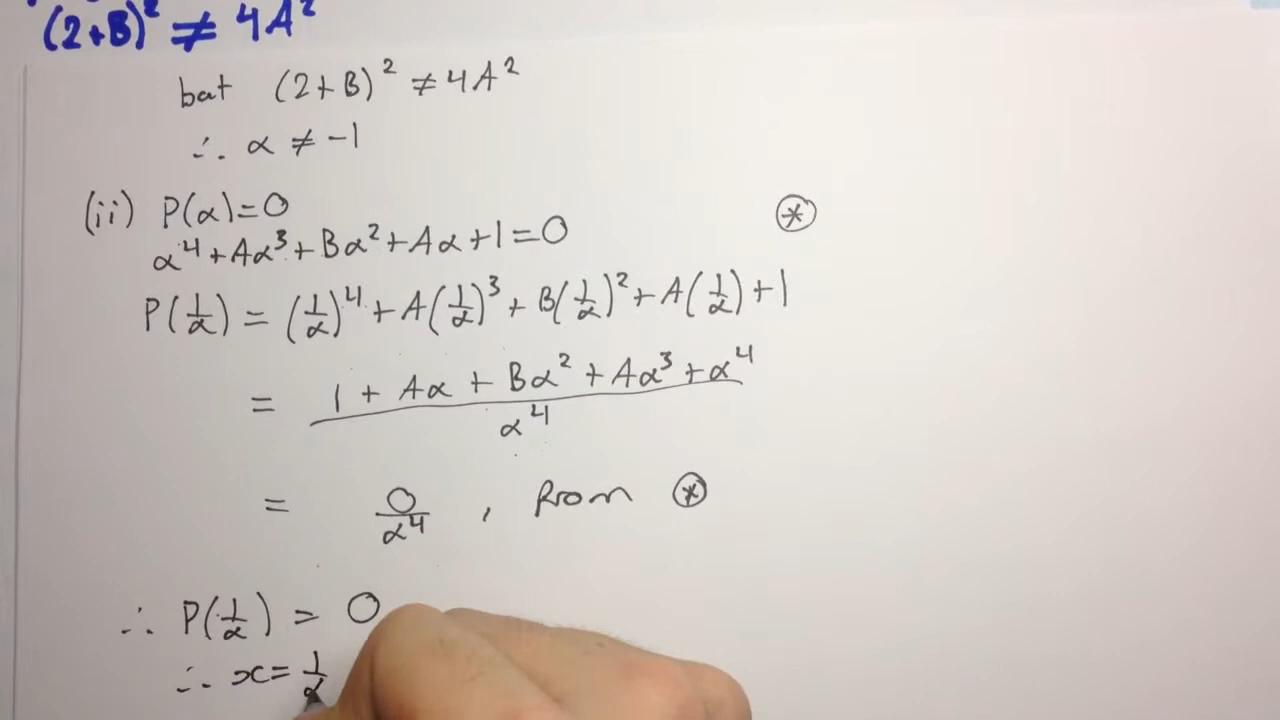 (2+B)² ≠ 4A²
but (2+B)² ≠ 4A²
∴ α ≠ -1
(ii) P(α)=0 ⊛
α⁴+Aα³+Bα²+Aα+1=0
P(1/α) = (1/α)⁴ + A(1/α)³ + B(1/α)² + A(1/α) + 1
= (1 + Aα + Bα² + Aα³ + α⁴)/α⁴
= 0/α⁴ , from ⊛
∴ P(1/α) = 0
∴ x = 1/α